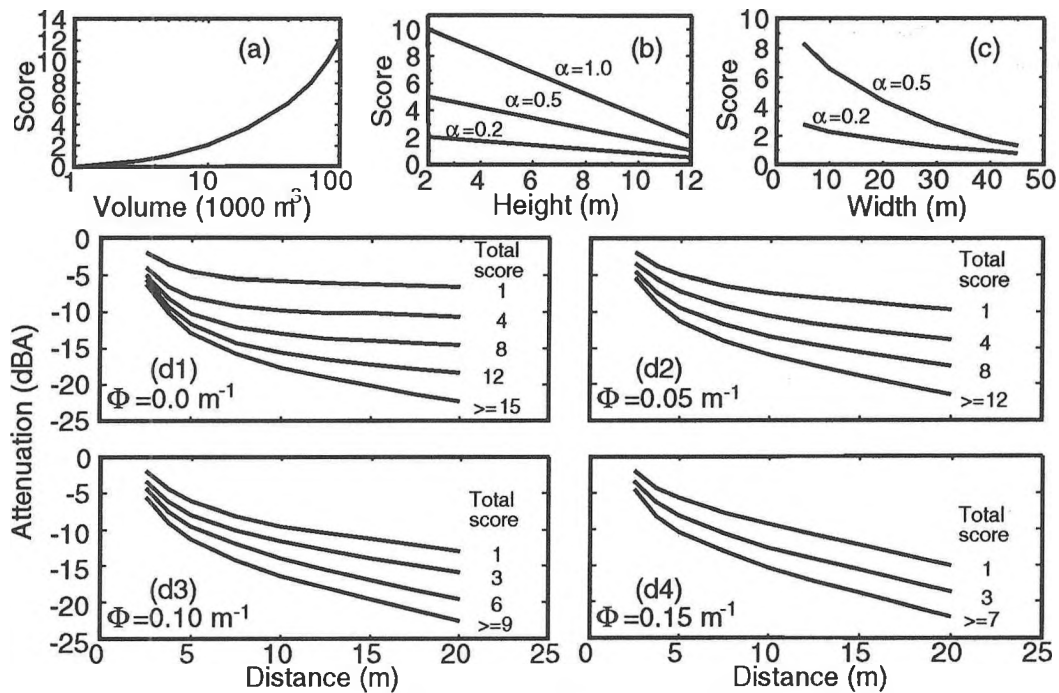 14
12
10
8
6
4
2
0
Score
(a)
1
10
100
Volume (1000 m³)
10
8
6
4
2
0
Score
(b)
α=1.0
α=0.5
α=0.2
2
4
6
8
10
12
Height (m)
10
8
6
4
2
0
Score
(c)
α=0.5
α=0.2
0
10
20
30
40
50
Width (m)
Attenuation (dBA)
0
-5
-10
-15
-20
-25
Total
score
1
4
8
12
>=15
(d1)
Φ=0.0 m⁻¹
Total
score
1
4
8
>=12
(d2)
Φ=0.05 m⁻¹
0
-5
-10
-15
-20
-25
Total
score
1
3
6
>=9
(d3)
Φ=0.10 m⁻¹
0
5
10
15
20
25
Distance (m)
Total
score
1
3
>=7
(d4)
Φ=0.15 m⁻¹
0
5
10
15
20
25
Distance (m)